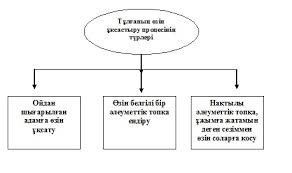 Тұлғаның өзін
ұқсастыру процесінің
түрлері
Ойдан
шығарылған
адамға өзін
ұқсату
Өзін белгілі бір
әлеуметтік топқа
ендіру
Нақтылы
әлеуметтік топқа,
ұжымға жатамын
деген сезіммен
өзін соларға қосу